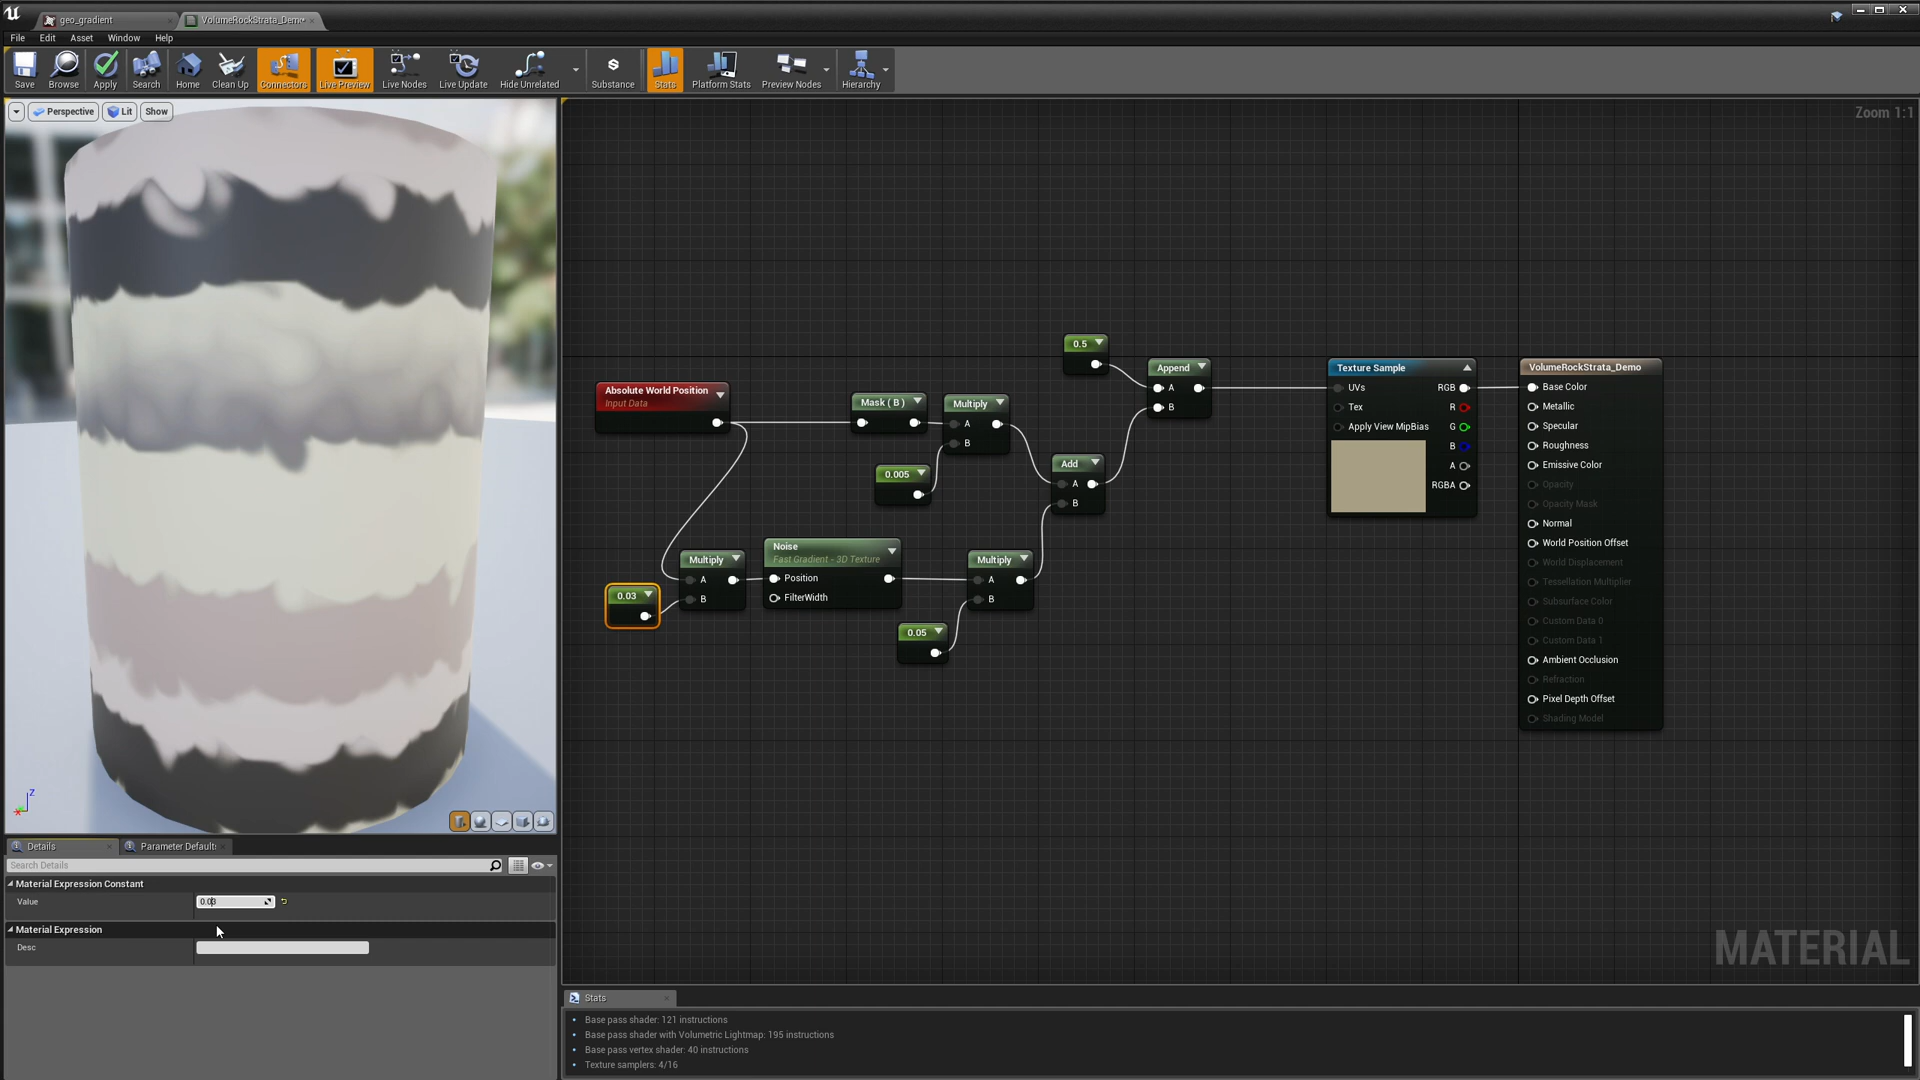 geo_gradient
VolumeRockStrata_Demo*
File Edit Asset Window Help
Save Browse Apply Search Home Clean Up Connectors Live Preview Live Nodes Live Update Hide Unrelated Substance Stats Platform Stats Preview Nodes Hierarchy
Perspective Lit Show
Zoom 1:1
0.5
Append
A
B
Absolute World Position
Input Data
Mask ( B )
Multiply
A
B
0.005
Add
A
B
Multiply
A
B
0.03
Noise
Fast Gradient - 3D Texture
Position
FilterWidth
Multiply
A
B
0.05
Texture Sample
UVs RGB
Tex R
Apply View MipBias G
B
A
RGBA
VolumeRockStrata_Demo
Base Color
Metallic
Specular
Roughness
Emissive Color
Opacity
Opacity Mask
Normal
World Position Offset
World Displacement
Tessellation Multiplier
Subsurface Color
Custom Data 0
Custom Data 1
Ambient Occlusion
Refraction
Pixel Depth Offset
Shading Model
Z
Details
Parameter Defaults
Search Details
Material Expression Constant
Value 0.03
Material Expression
Desc
MATERIAL
Stats
Base pass shader: 121 instructions
Base pass shader with Volumetric Lightmap: 195 instructions
Base pass vertex shader: 40 instructions
Texture samplers: 4/16